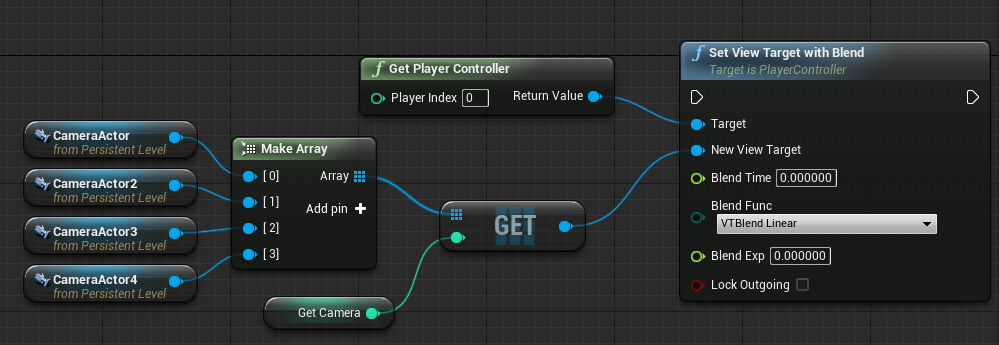 Set View Target with Blend
Target is PlayerController
Get Player Controller
Player Index 0
Return Value
Target
New View Target
Blend Time 0.000000
Blend Func
VTBlend Linear
Blend Exp 0.000000
Lock Outgoing
CameraActor
from Persistent Level
CameraActor2
from Persistent Level
CameraActor3
from Persistent Level
CameraActor4
from Persistent Level
Make Array
[ 0] Array
[ 1] Add pin
[ 2]
[ 3]
GET
Get Camera